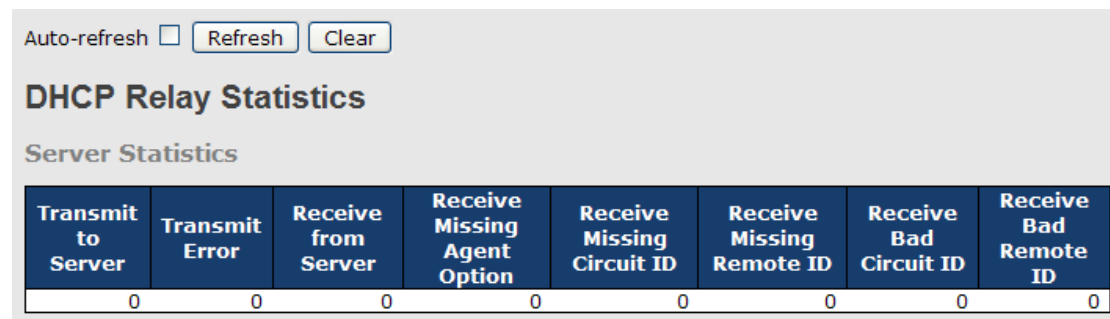 Auto-refresh Refresh Clear
DHCP Relay Statistics
Server Statistics
Transmit to Server Transmit Error Receive from Server Receive Missing Agent Option Receive Missing Circuit ID Receive Missing Remote ID Receive Bad Circuit ID Receive Bad Remote ID
0 0 0 0 0 0 0 0